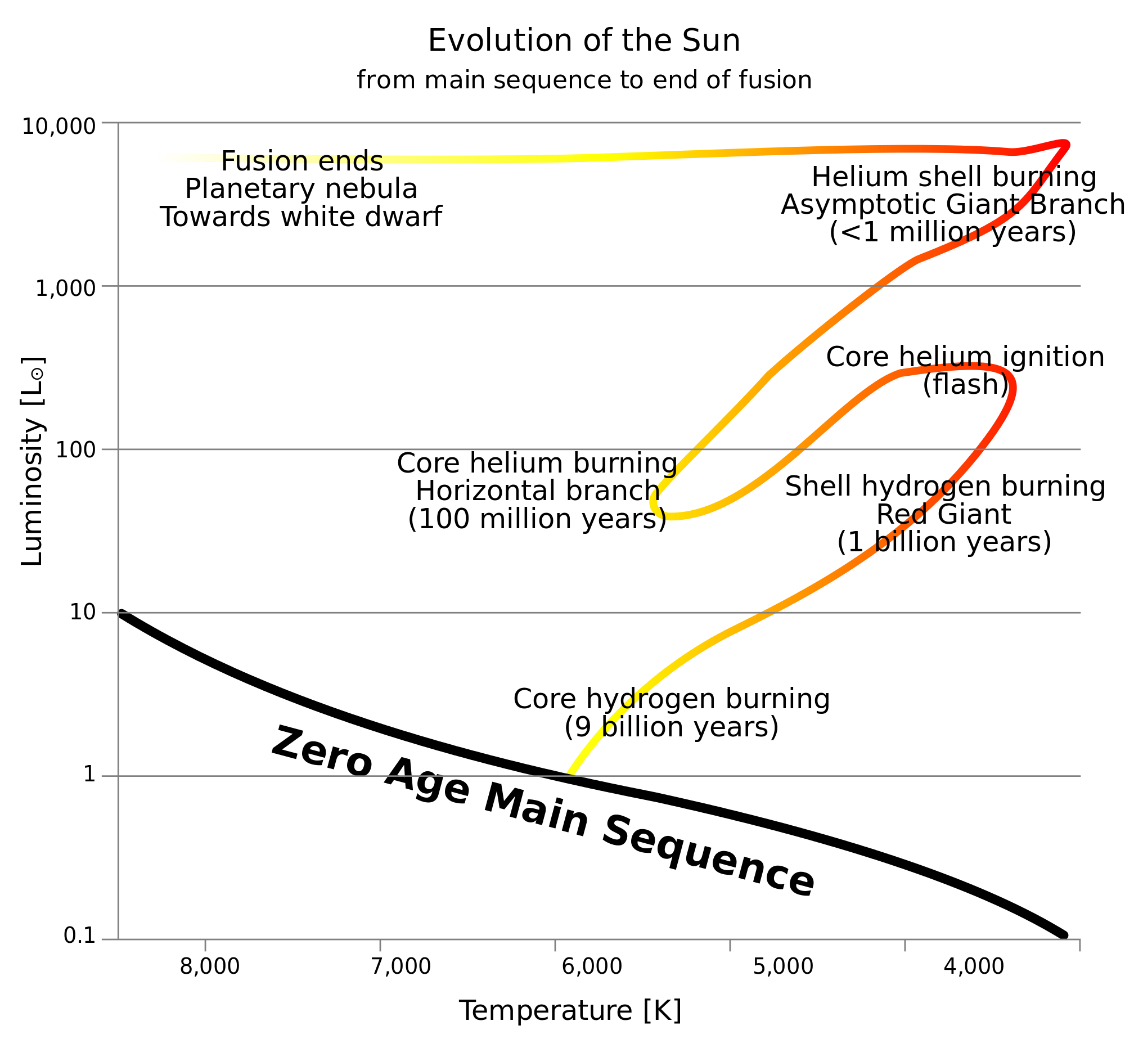 Evolution of the Sun
from main sequence to end of fusion
10,000
Fusion ends
Planetary nebula
Towards white dwarf
Helium shell burning
Asymptotic Giant Branch
(<1 million years)
1,000
Core helium ignition
(flash)
Luminosity [L☉]
100
Core helium burning
Horizontal branch
(100 million years)
Shell hydrogen burning
Red Giant
(1 billion years)
10
Core hydrogen burning
(9 billion years)
1
Zero Age Main Sequence
0.1
8,000 7,000 6,000 5,000 4,000
Temperature [K]